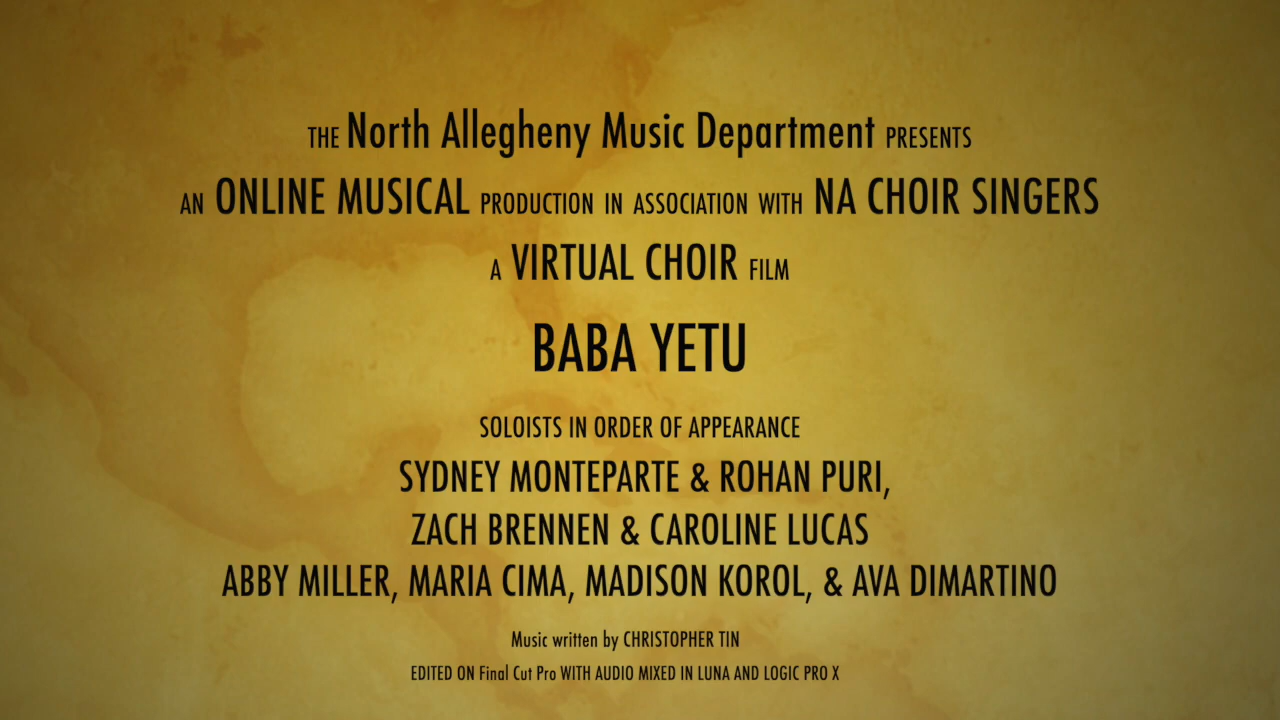 THE North Allegheny Music Department PRESENTS
AN ONLINE MUSICAL PRODUCTION IN ASSOCIATION WITH NA CHOIR SINGERS
A VIRTUAL CHOIR FILM
BABA YETU
SOLOISTS IN ORDER OF APPEARANCE
SYDNEY MONTEPARTE & ROHAN PURI,
ZACH BRENNEN & CAROLINE LUCAS
ABBY MILLER, MARIA CIMA, MADISON KOROL, & AVA DIMARTINO
Music written by CHRISTOPHER TIN
EDITED ON Final Cut Pro WITH AUDIO MIXED IN LUNA AND LOGIC PRO X